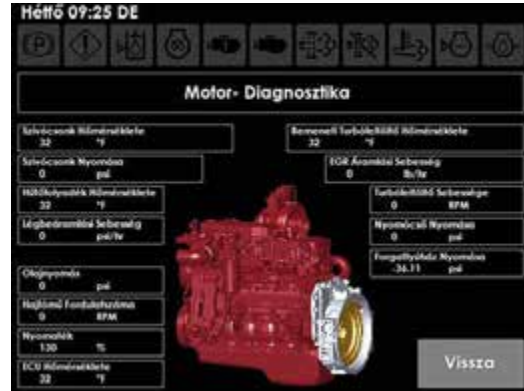 Hétfő 09:25 DE
Motor- Diagnosztika
Szívócsonk Hőmérséklete
32 °F
Szívócsonk Nyomása
0 psi
Hűtőfolyadék Hőmérséklete
32 °F
Légbeáramlási Sebesség
0 psi/hr
Olajnyomás
0 psi
Hajtómű Fordulatszáma
0 RPM
Nyomaték
130 %
ECU Hőmérséklete
32 °F
Bemeneti Turbófeltöltő Hőmérséklete
32 °F
EGR Áramlási Sebesség
0 lb/hr
Turbófeltöltő Sebessége
0 RPM
Nyomócső Nyomása
0 psi
Forgattyúház Nyomása
-36.11 psi
Vissza